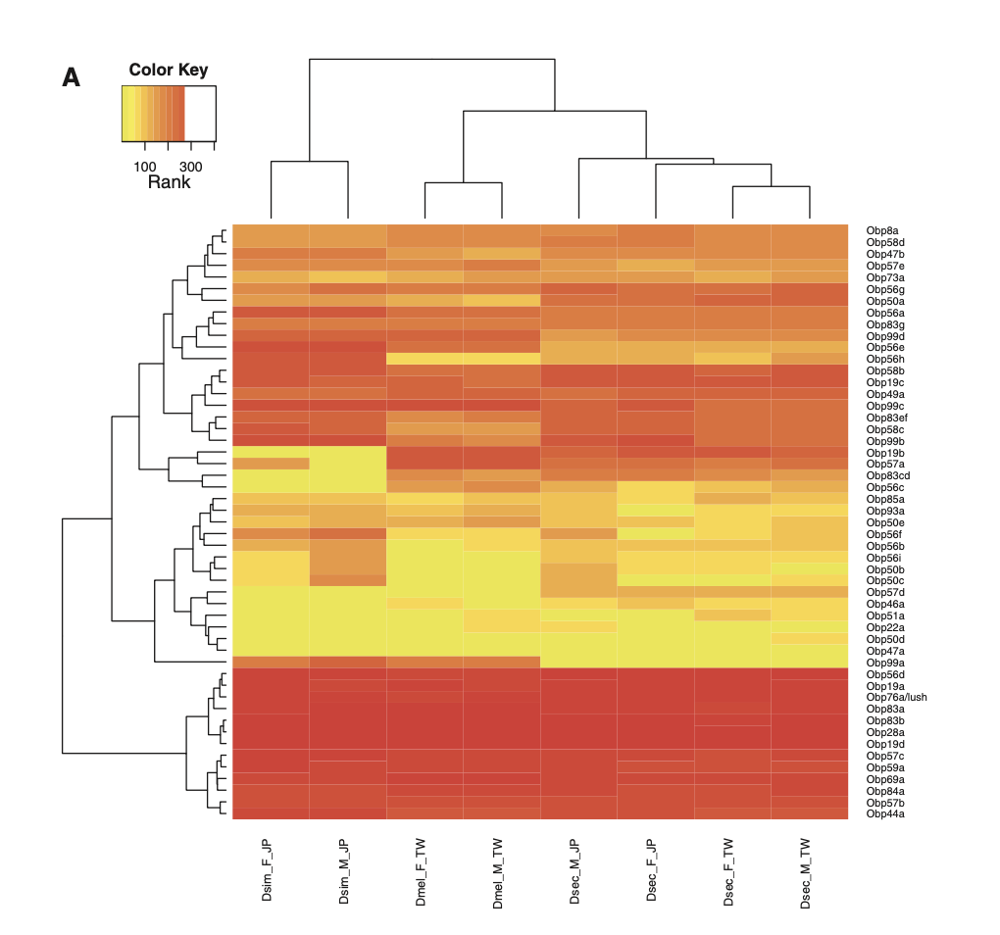 A
Color Key
100 300
Rank
Obp8a
Obp58d
Obp47b
Obp57e
Obp73a
Obp56g
Obp50a
Obp56a
Obp83g
Obp99d
Obp56e
Obp56h
Obp58b
Obp19c
Obp49a
Obp99c
Obp83ef
Obp58c
Obp99b
Obp19b
Obp57a
Obp83cd
Obp56c
Obp85a
Obp93a
Obp50e
Obp56f
Obp56b
Obp56i
Obp50b
Obp50c
Obp57d
Obp46a
Obp51a
Obp22a
Obp50d
Obp47a
Obp99a
Obp56d
Obp19a
Obp76a/lush
Obp83a
Obp83b
Obp28a
Obp19d
Obp57c
Obp59a
Obp69a
Obp84a
Obp57b
Obp44a
Dsim_F_JP
Dsim_M_JP
Dmel_F_TW
Dmel_M_TW
Dsec_M_JP
Dsec_F_JP
Dsec_F_TW
Dsec_M_TW